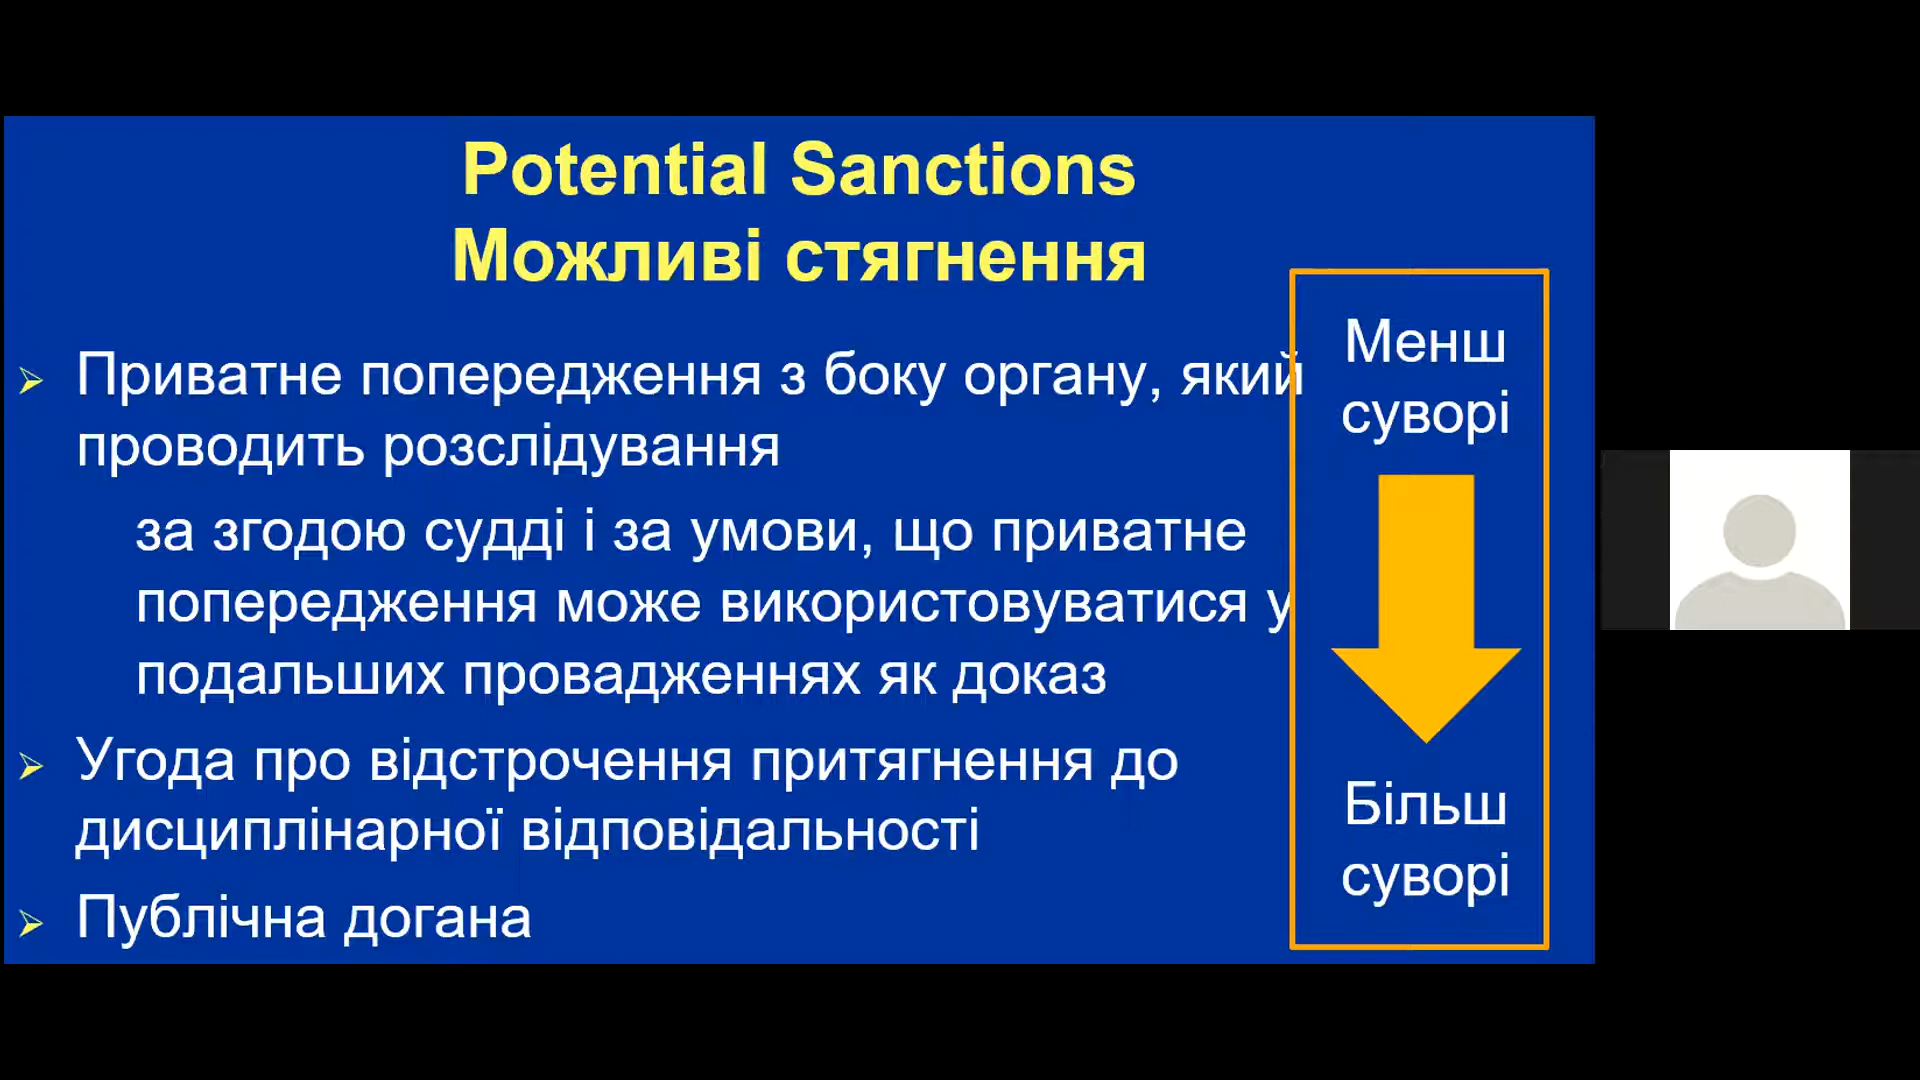 Potential Sanctions
Можливі стягнення
Приватне попередження з боку органу, який
проводить розслідування
за згодою судді і за умови, що приватне
попередження може використовуватися у
подальших провадженнях як доказ
Угода про відстрочення притягнення до
дисциплінарної відповідальності
Публічна догана
Менш
суворі
Більш
суворі